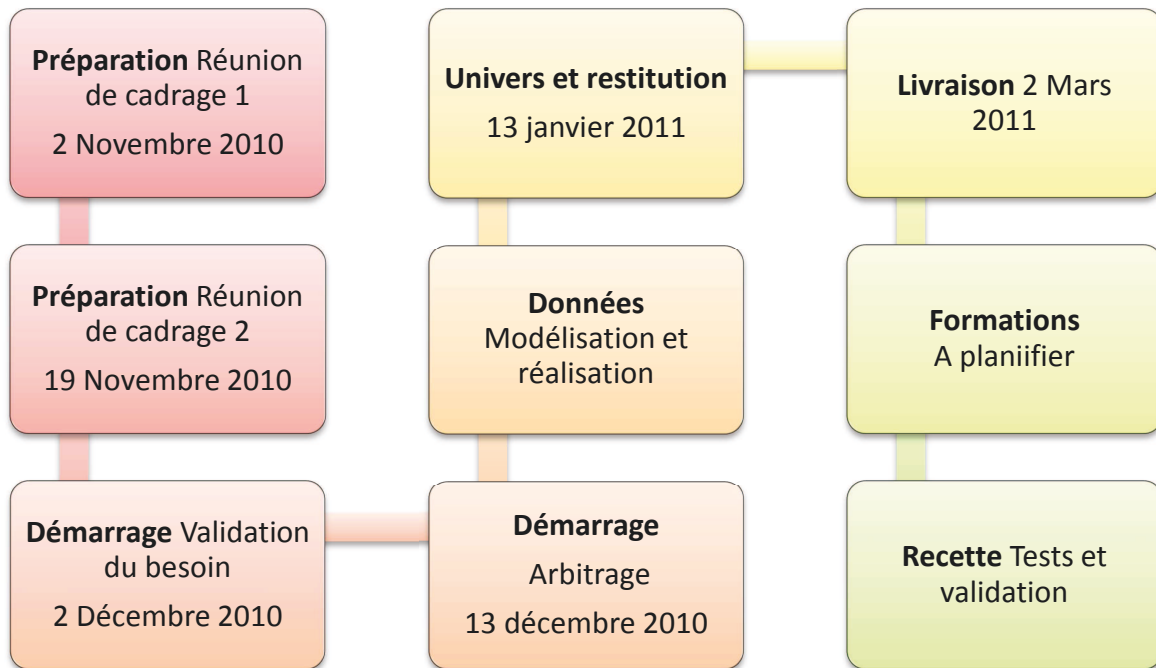 Préparation Réunion
de cadrage 1
2 Novembre 2010
Préparation Réunion
de cadrage 2
19 Novembre 2010
Démarrage Validation
du besoin
2 Décembre 2010
Démarrage
Arbitrage
13 décembre 2010
Données
Modélisation et
réalisation
Univers et restitution
13 janvier 2011
Livraison 2 Mars
2011
Formations
A planiifier
Recette Tests et
validation